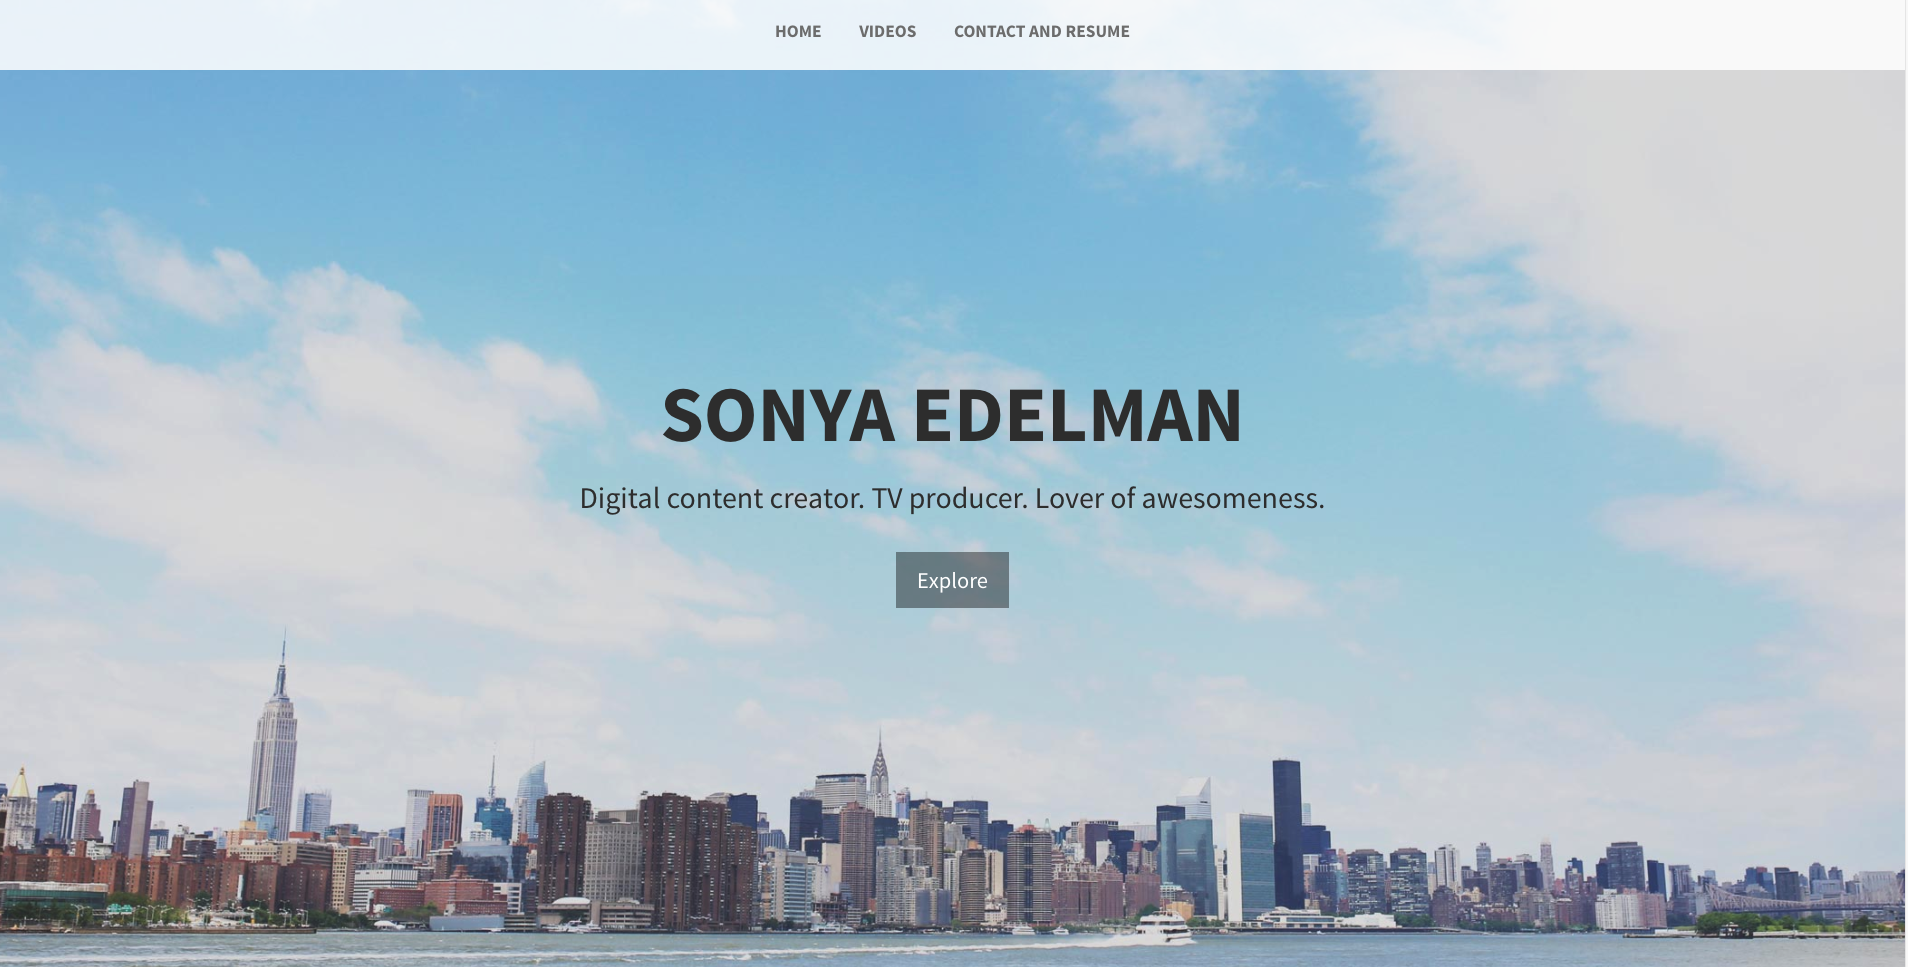 HOME VIDEOS CONTACT AND RESUME
SONYA EDELMAN
Digital content creator. TV producer. Lover of awesomeness.
Explore